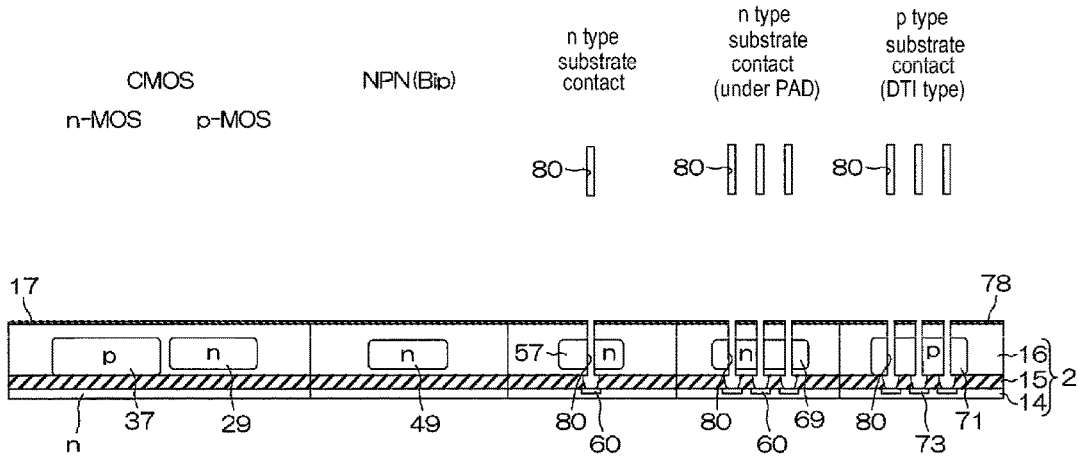 CMOS
n-MOS p-MOS
NPN(Bip)
n type
substrate
contact
n type
substrate
contact
(under PAD)
p type
substrate
contact
(DTI type)
80 80 80
17 78
p n n 57 n n p 16
15 2
14
n 37 29 49 80 60 80 60 69 80 73 71